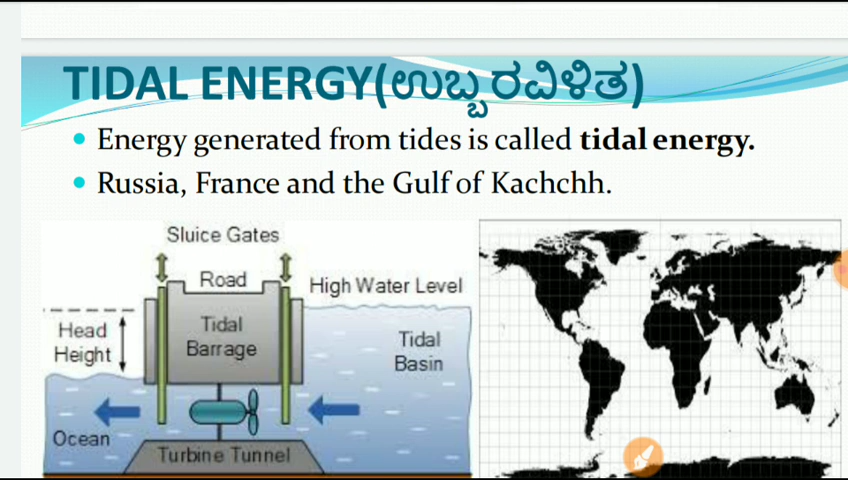 TIDAL ENERGY(ಉಬ್ಬರವಿಳಿತ)
Energy generated from tides is called tidal energy.
Russia, France and the Gulf of Kachchh.
Sluice Gates
Road
High Water Level
Head
Height
Tidal
Barrage
Tidal
Basin
Ocean
Turbine Tunnel